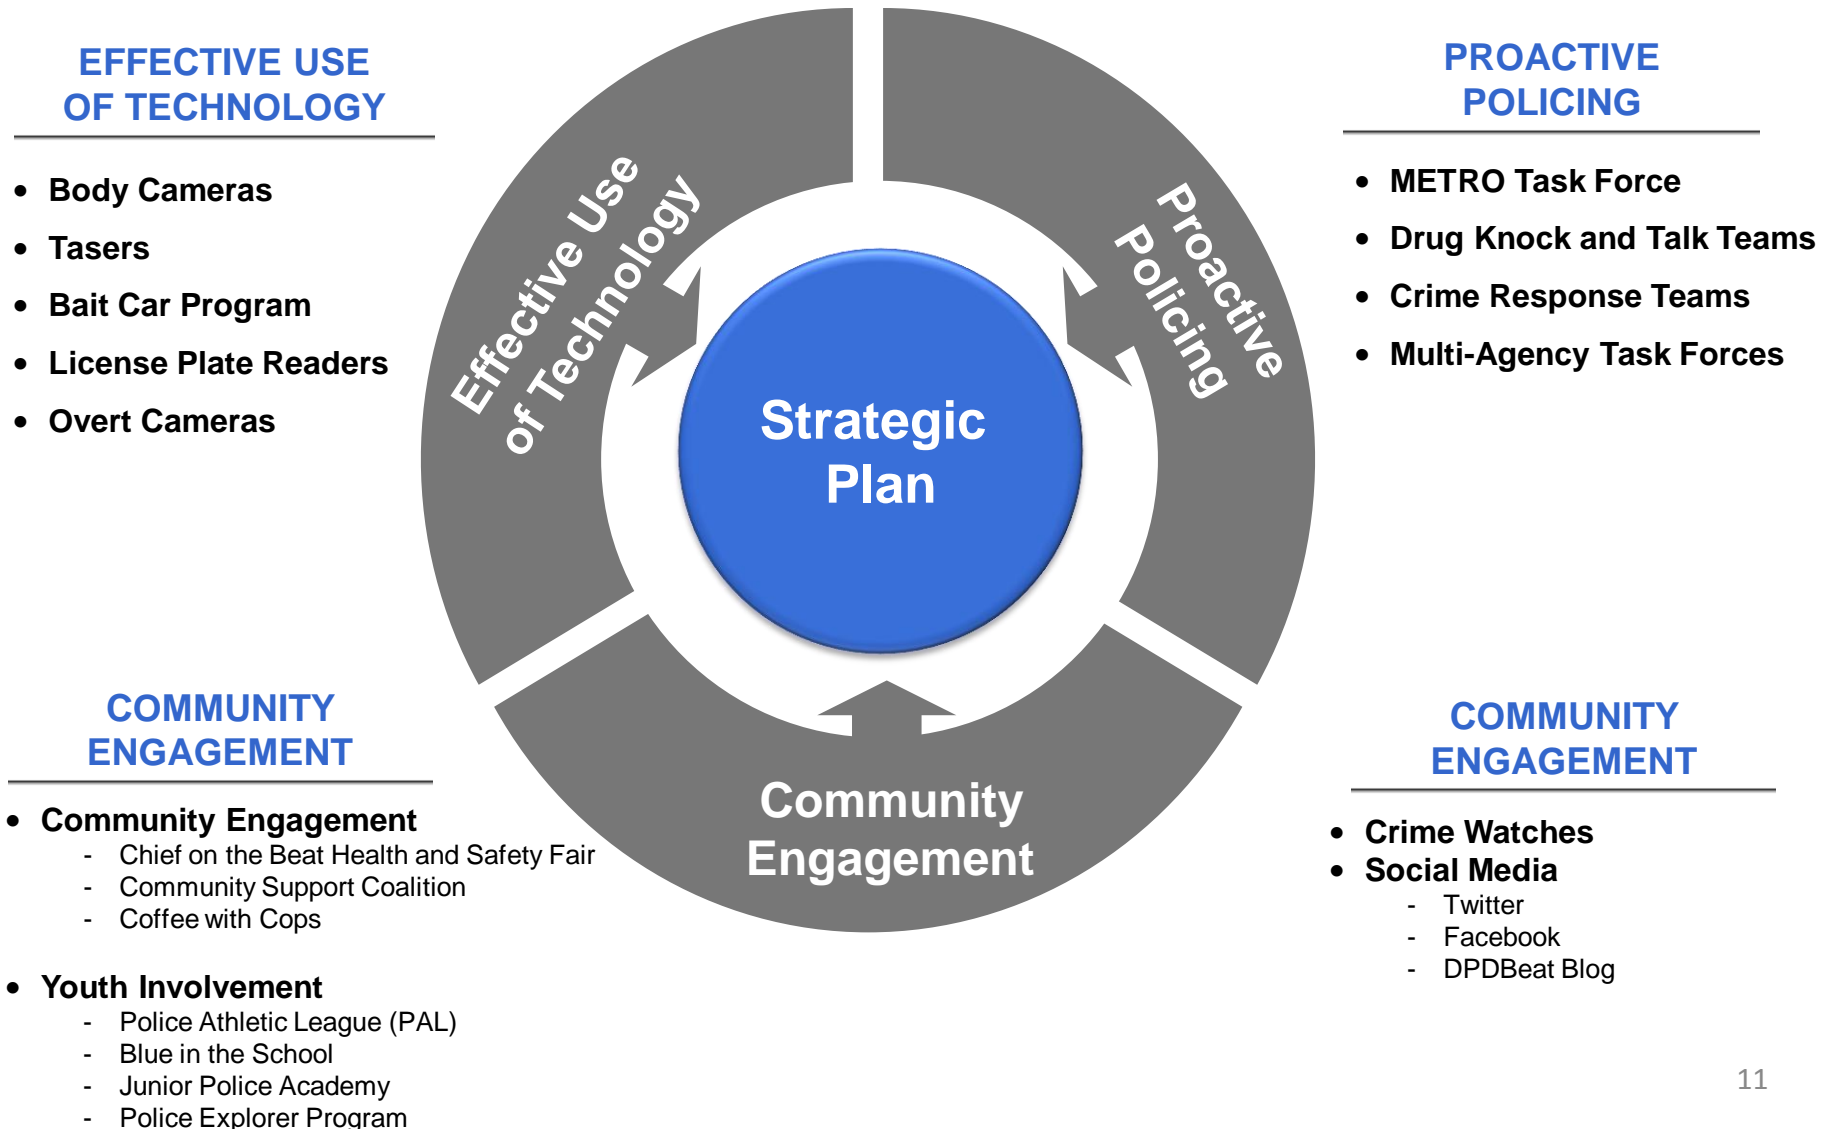 EFFECTIVE USE
OF TECHNOLOGY
• Body Cameras
• Tasers
• Bait Car Program
• License Plate Readers
• Overt Cameras
Effective Use
of Technology
Proactive
Policing
Strategic
Plan
Community
Engagement
PROACTIVE
POLICING
• METRO Task Force
• Drug Knock and Talk Teams
• Crime Response Teams
• Multi-Agency Task Forces
COMMUNITY
ENGAGEMENT
• Community Engagement
- Chief on the Beat Health and Safety Fair
- Community Support Coalition
- Coffee with Cops
• Youth Involvement
- Police Athletic League (PAL)
- Blue in the School
- Junior Police Academy
- Police Explorer Program
COMMUNITY
ENGAGEMENT
• Crime Watches
• Social Media
- Twitter
- Facebook
- DPDBeat Blog
11